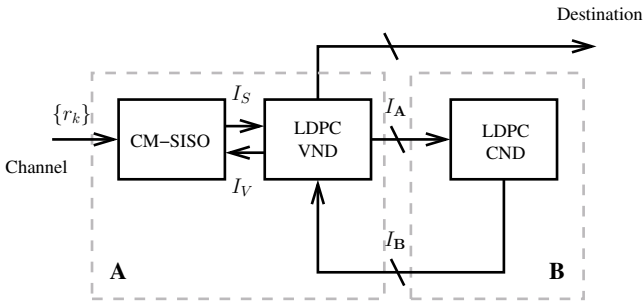 Destination
{r_k}
I_S
I_A
CM–SISO
LDPC
VND
LDPC
CND
Channel
I_V
I_B
A
B